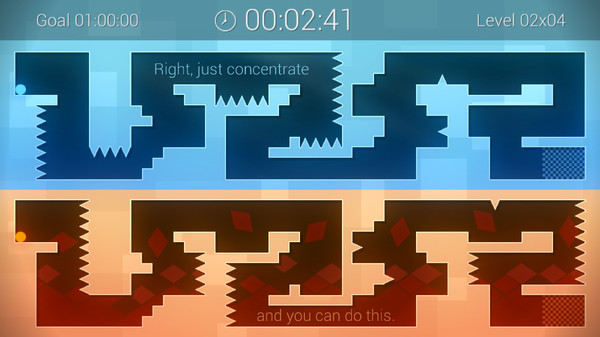 Goal 01:00:00
00:02:41
Level 02x04
Right, just concentrate
and you can do this.